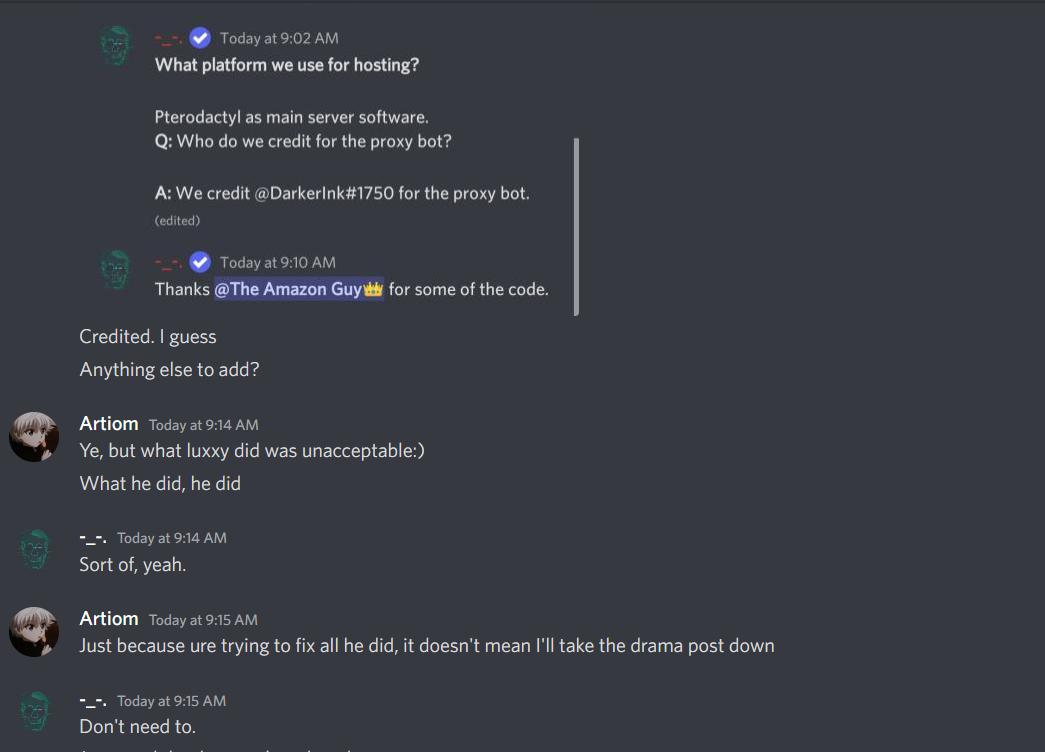 -_-. Today at 9:02 AM
What platform we use for hosting?
Pterodactyl as main server software.
Q: Who do we credit for the proxy bot?
A: We credit @DarkerInk#1750 for the proxy bot.
(edited)
-_-. Today at 9:10 AM
Thanks @The Amazon Guy👑 for some of the code.
Credited. I guess
Anything else to add?
Artiom Today at 9:14 AM
Ye, but what luxxy did was unacceptable:)
What he did, he did
-_-. Today at 9:14 AM
Sort of, yeah.
Artiom Today at 9:15 AM
Just because ure trying to fix all he did, it doesn't mean I'll take the drama post down
-_-. Today at 9:15 AM
Don't need to.